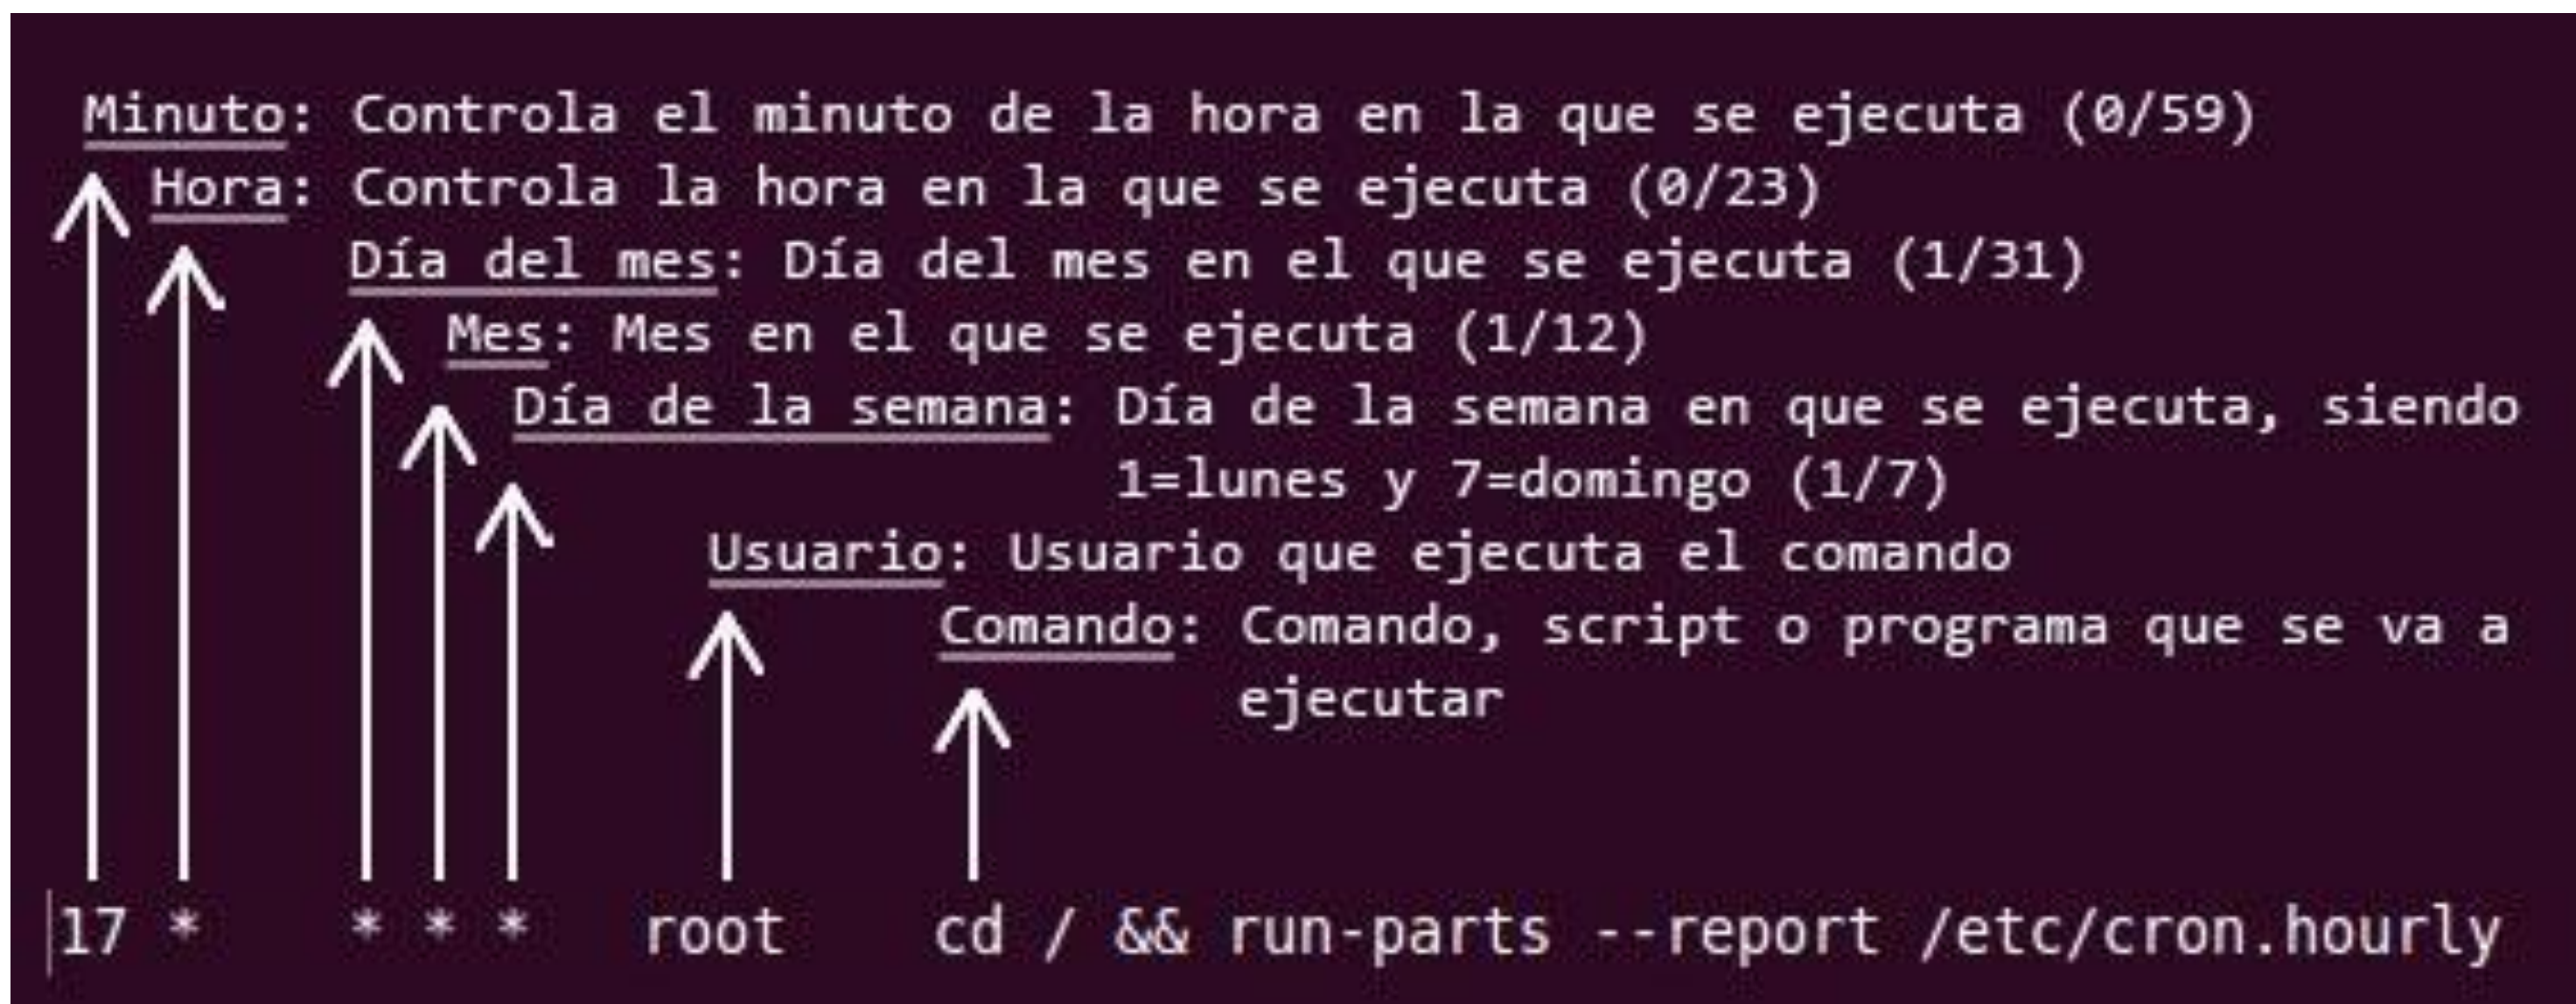 Minuto: Controla el minuto de la hora en la que se ejecuta (0/59)
Hora: Controla la hora en la que se ejecuta (0/23)
Día del mes: Día del mes en el que se ejecuta (1/31)
Mes: Mes en el que se ejecuta (1/12)
Día de la semana: Día de la semana en que se ejecuta, siendo
1=lunes y 7=domingo (1/7)
Usuario: Usuario que ejecuta el comando
Comando: Comando, script o programa que se va a
ejecutar
17 * * * * root cd / && run-parts --report /etc/cron.hourly